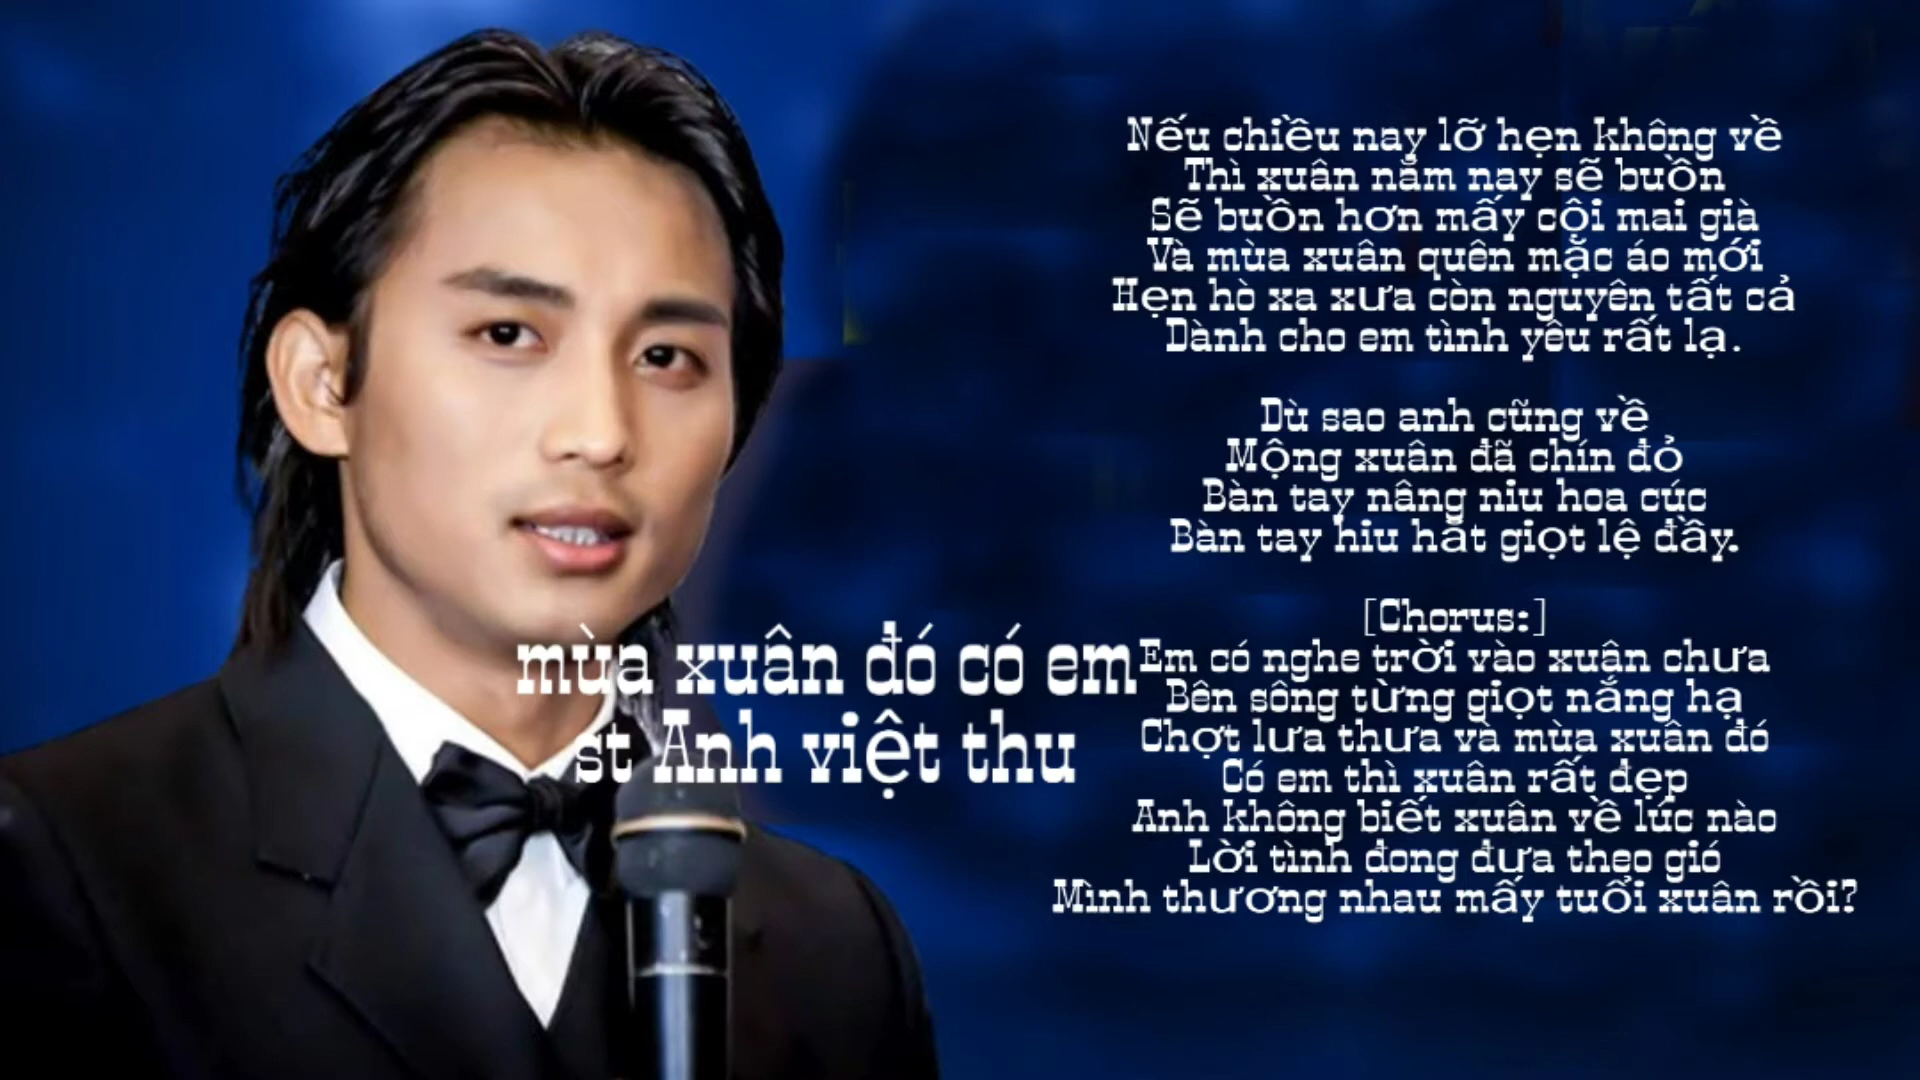 mùa xuân đó có em
st Anh việt thu
Nếu chiều nay lỡ hẹn không về
Thì xuân năm nay sẽ buồn
Sẽ buồn hơn mấy cội mai già
Và mùa xuân quên mặc áo mới
Hẹn hò xa xưa còn nguyên tất cả
Dành cho em tình yêu rất lạ.
Dù sao anh cũng về
Mộng xuân đã chín đỏ
Bàn tay nâng niu hoa cúc
Bàn tay hiu hắt giọt lệ đầy.
[Chorus:]
Em có nghe trời vào xuân chưa
Bên sông từng giọt nắng hạ
Chợt lưa thưa và mùa xuân đó
Có em thì xuân rất đẹp
Anh không biết xuân về lúc nào
Lời tình đong đưa theo gió
Mình thương nhau mấy tuổi xuân rồi?